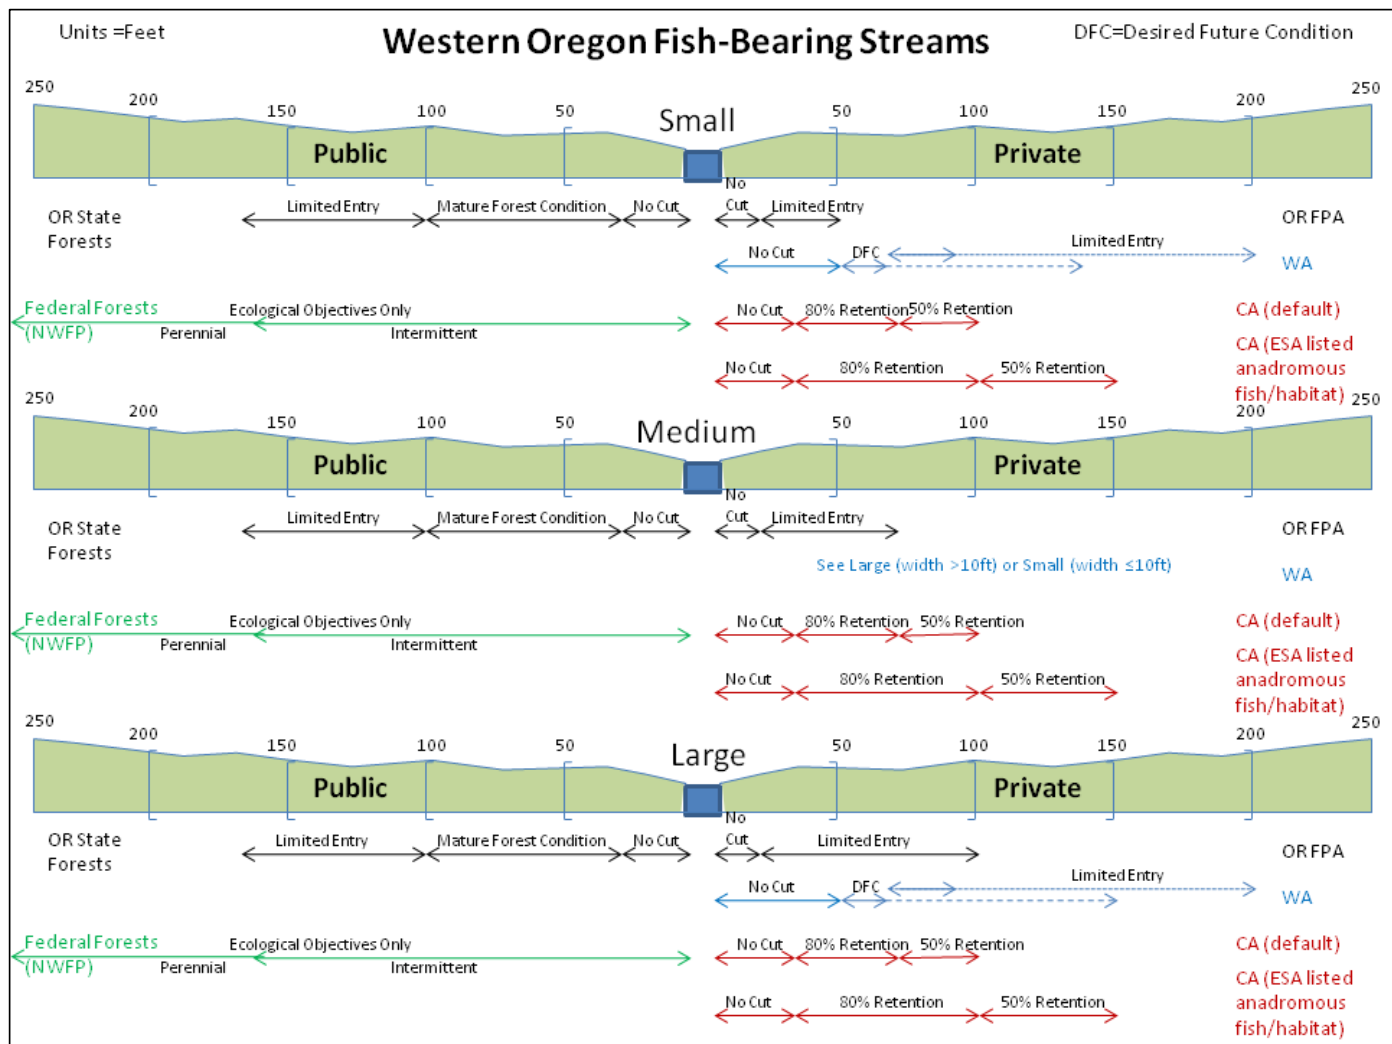 Units =Feet
Western Oregon Fish-Bearing Streams
DFC=Desired Future Condition
250
200
150
100
50
Small
50
100
150
200
250
Public
Private
OR State
Forests
Limited Entry
Mature Forest Condition
No Cut
No
Cut
Limited Entry
OR FPA
No Cut
DFC
Limited Entry
WA
Federal Forests
(NWFP)
Perennial
Ecological Objectives Only
Intermittent
No Cut
80% Retention
50% Retention
CA (default)
No Cut
80% Retention
50% Retention
CA (ESA listed
anadromous
fish/habitat)
250
200
150
100
50
Medium
50
100
150
200
250
Public
Private
OR State
Forests
Limited Entry
Mature Forest Condition
No Cut
No
Cut
Limited Entry
OR FPA
See Large (width >10ft) or Small (width ≤10ft)
WA
Federal Forests
(NWFP)
Perennial
Ecological Objectives Only
Intermittent
No Cut
80% Retention
50% Retention
CA (default)
No Cut
80% Retention
50% Retention
CA (ESA listed
anadromous
fish/habitat)
250
200
150
100
50
Large
50
100
150
200
250
Public
Private
OR State
Forests
Limited Entry
Mature Forest Condition
No Cut
No
Cut
Limited Entry
OR FPA
No Cut
DFC
Limited Entry
WA
Federal Forests
(NWFP)
Perennial
Ecological Objectives Only
Intermittent
No Cut
80% Retention
50% Retention
CA (default)
No Cut
80% Retention
50% Retention
CA (ESA listed
anadromous
fish/habitat)